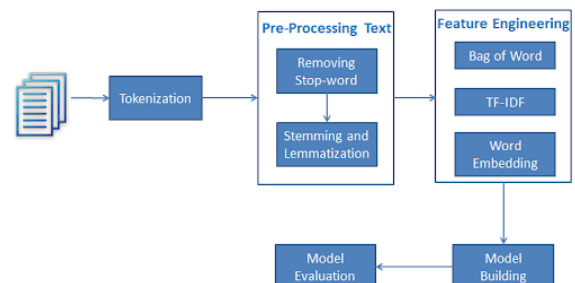 Pre-Processing Text
Feature Engineering
Tokenization
Removing
Stop-word
Stemming and
Lemmatization
Bag of Word
TF-IDF
Word
Embedding
Model
Building
Model
Evaluation